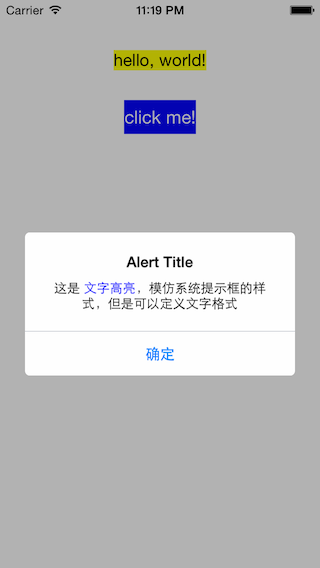 Carrier 11:19 PM
hello, world!
click me!
Alert Title
这是 文字高亮，模仿系统提示框的样
式，但是可以定义文字格式
确定